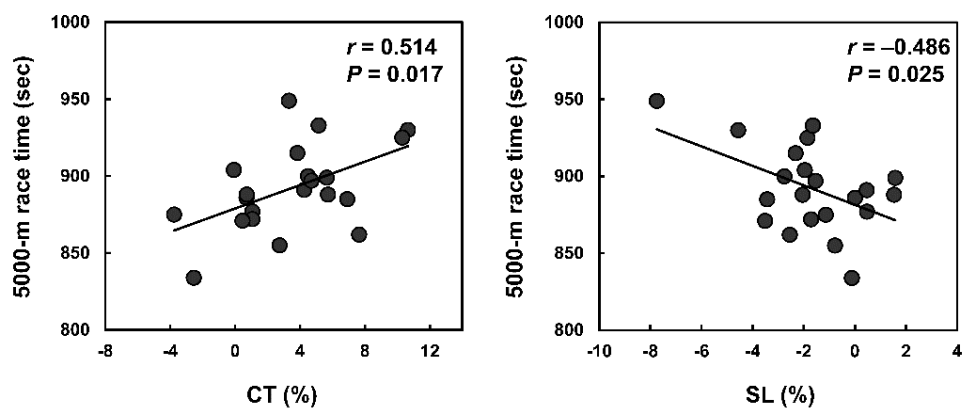 1000
950
900
850
800
5000-m race time (sec)
r = 0.514
P = 0.017
-8 -4 0 4 8 12
CT (%)
1000
950
900
850
800
5000-m race time (sec)
r = –0.486
P = 0.025
-10 -8 -6 -4 -2 0 2 4
SL (%)